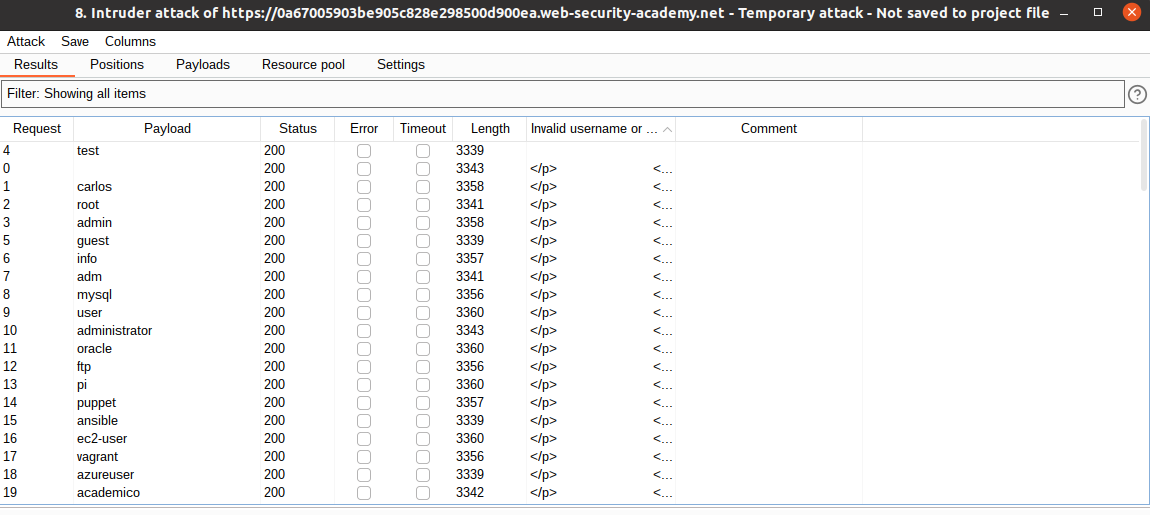 8. Intruder attack of https://0a67005903be905c828e298500d900ea.web-security-academy.net - Temporary attack - Not saved to project file
Attack Save Columns
Results Positions Payloads Resource pool Settings
Filter: Showing all items
Request Payload Status Error Timeout Length Invalid username or ... Comment
4 test 200 3339
0 200 3343 </p> <...
1 carlos 200 3358 </p> <...
2 root 200 3341 </p> <...
3 admin 200 3358 </p> <...
5 guest 200 3339 </p> <...
6 info 200 3357 </p> <...
7 adm 200 3341 </p> <...
8 mysql 200 3356 </p> <...
9 user 200 3360 </p> <...
10 administrator 200 3343 </p> <...
11 oracle 200 3360 </p> <...
12 ftp 200 3356 </p> <...
13 pi 200 3360 </p> <...
14 puppet 200 3357 </p> <...
15 ansible 200 3339 </p> <...
16 ec2-user 200 3360 </p> <...
17 vagrant 200 3356 </p> <...
18 azureuser 200 3339 </p> <...
19 academico 200 3342 </p> <...